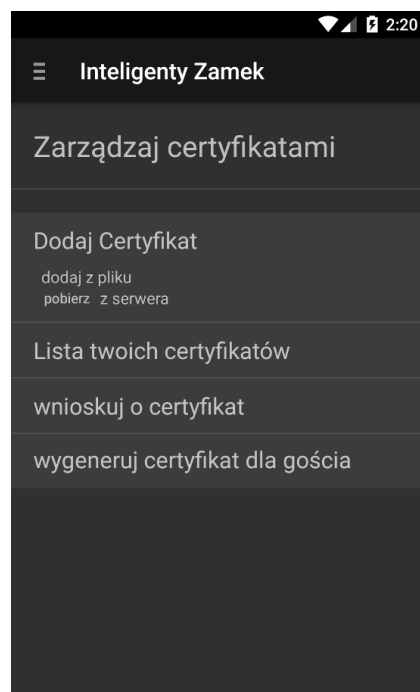 2:20
Inteligenty Zamek
Zarządzaj certyfikatami
Dodaj Certyfikat
dodaj z pliku
pobierz z serwera
Lista twoich certyfikatów
wnioskuj o certyfikat
wygeneruj certyfikat dla gościa